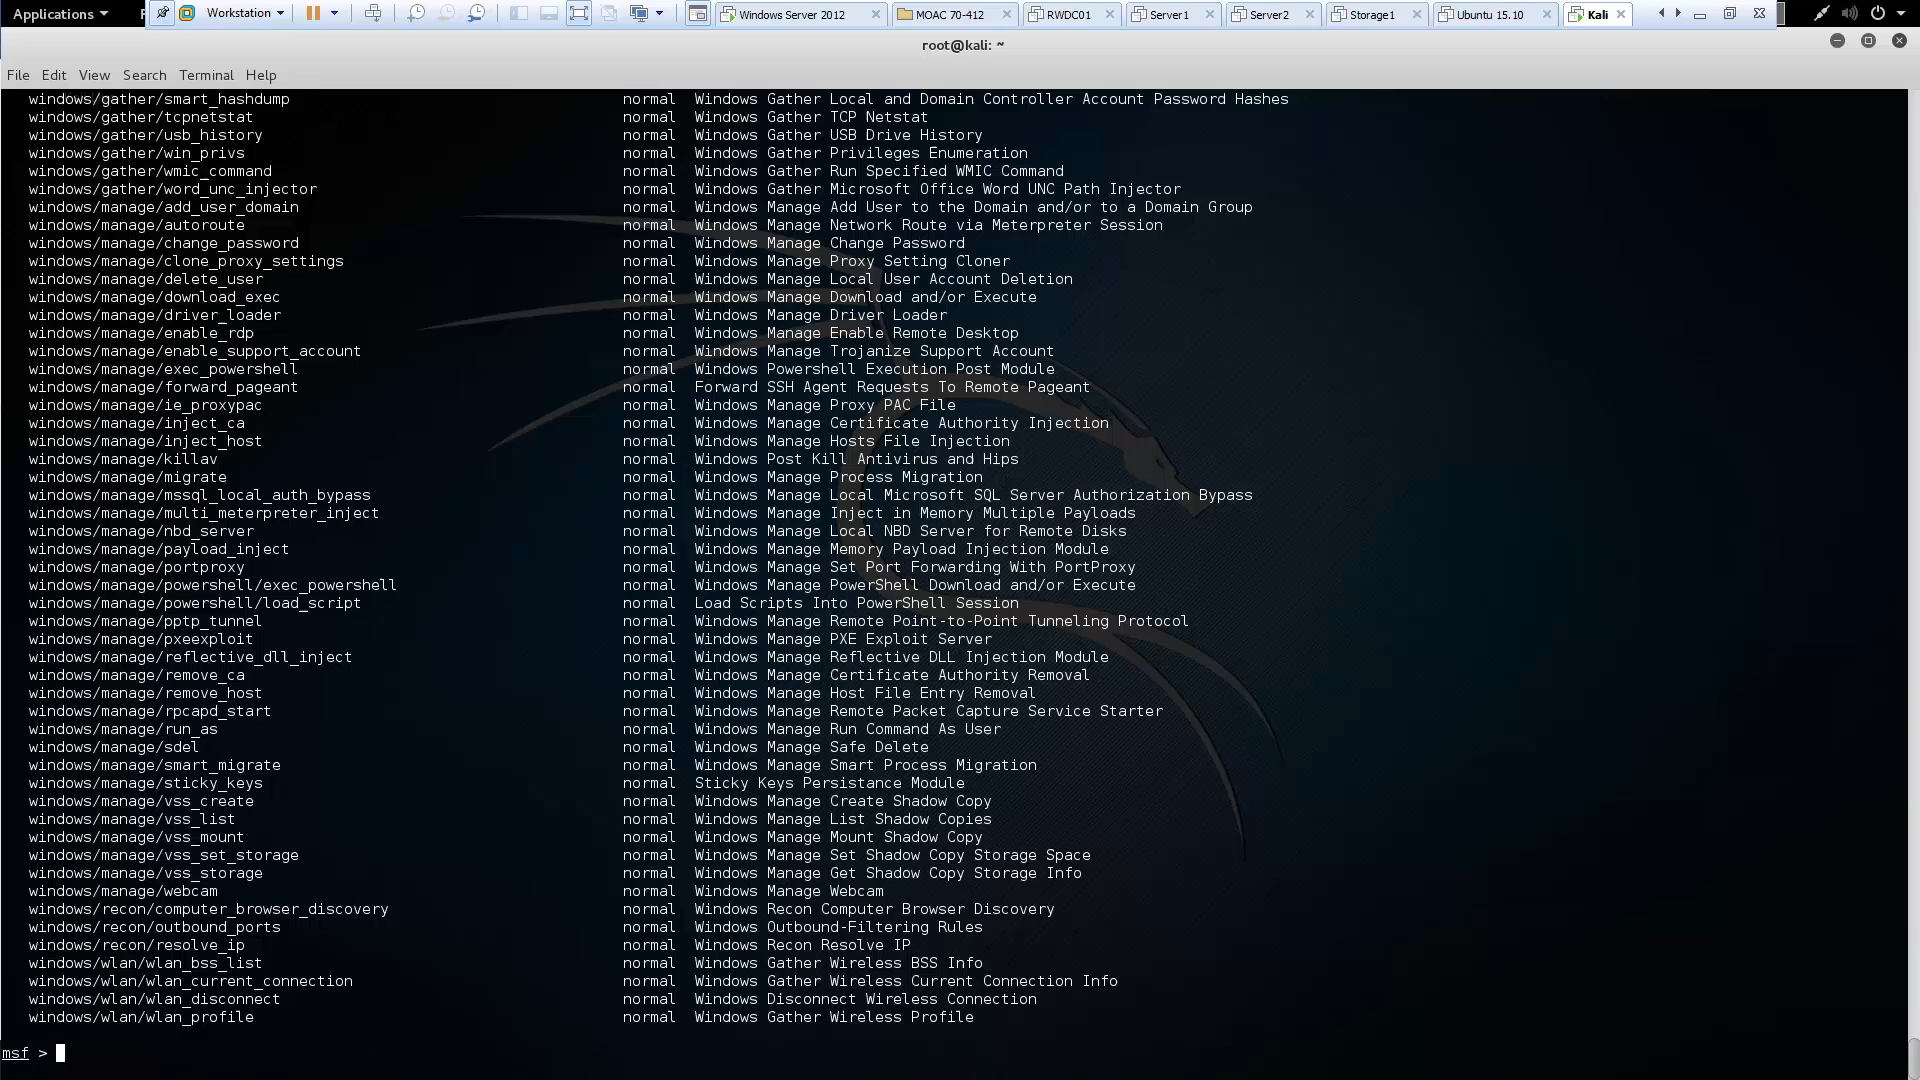 Applications Workstation Windows Server 2012 MOAC 70-412 RWDC01 Server1 Server2 Storage1 Ubuntu 15.10 Kali
root@kali: ~
File Edit View Search Terminal Help
windows/gather/smart_hashdump normal Windows Gather Local and Domain Controller Account Password Hashes
windows/gather/tcpnetstat normal Windows Gather TCP Netstat
windows/gather/usb_history normal Windows Gather USB Drive History
windows/gather/win_privs normal Windows Gather Privileges Enumeration
windows/gather/wmic_command normal Windows Gather Run Specified WMIC Command
windows/gather/word_unc_injector normal Windows Gather Microsoft Office Word UNC Path Injector
windows/manage/add_user_domain normal Windows Manage Add User to the Domain and/or to a Domain Group
windows/manage/autoroute normal Windows Manage Network Route via Meterpreter Session
windows/manage/change_password normal Windows Manage Change Password
windows/manage/clone_proxy_settings normal Windows Manage Proxy Setting Cloner
windows/manage/delete_user normal Windows Manage Local User Account Deletion
windows/manage/download_exec normal Windows Manage Download and/or Execute
windows/manage/driver_loader normal Windows Manage Driver Loader
windows/manage/enable_rdp normal Windows Manage Enable Remote Desktop
windows/manage/enable_support_account normal Windows Manage Trojanize Support Account
windows/manage/exec_powershell normal Windows Powershell Execution Post Module
windows/manage/forward_pageant normal Forward SSH Agent Requests To Remote Pageant
windows/manage/ie_proxypac normal Windows Manage Proxy PAC File
windows/manage/inject_ca normal Windows Manage Certificate Authority Injection
windows/manage/inject_host normal Windows Manage Hosts File Injection
windows/manage/killav normal Windows Post Kill Antivirus and Hips
windows/manage/migrate normal Windows Manage Process Migration
windows/manage/mssql_local_auth_bypass normal Windows Manage Local Microsoft SQL Server Authorization Bypass
windows/manage/multi_meterpreter_inject normal Windows Manage Inject in Memory Multiple Payloads
windows/manage/nbd_server normal Windows Manage Local NBD Server for Remote Disks
windows/manage/payload_inject normal Windows Manage Memory Payload Injection Module
windows/manage/portproxy normal Windows Manage Set Port Forwarding With PortProxy
windows/manage/powershell/exec_powershell normal Windows Manage PowerShell Download and/or Execute
windows/manage/powershell/load_script normal Load Scripts Into PowerShell Session
windows/manage/pptp_tunnel normal Windows Manage Remote Point-to-Point Tunneling Protocol
windows/manage/pxeexploit normal Windows Manage PXE Exploit Server
windows/manage/reflective_dll_inject normal Windows Manage Reflective DLL Injection Module
windows/manage/remove_ca normal Windows Manage Certificate Authority Removal
windows/manage/remove_host normal Windows Manage Host File Entry Removal
windows/manage/rpcapd_start normal Windows Manage Remote Packet Capture Service Starter
windows/manage/run_as normal Windows Manage Run Command As User
windows/manage/sdel normal Windows Manage Safe Delete
windows/manage/smart_migrate normal Windows Manage Smart Process Migration
windows/manage/sticky_keys normal Sticky Keys Persistance Module
windows/manage/vss_create normal Windows Manage Create Shadow Copy
windows/manage/vss_list normal Windows Manage List Shadow Copies
windows/manage/vss_mount normal Windows Manage Mount Shadow Copy
windows/manage/vss_set_storage normal Windows Manage Set Shadow Copy Storage Space
windows/manage/vss_storage normal Windows Manage Get Shadow Copy Storage Info
windows/manage/webcam normal Windows Manage Webcam
windows/recon/computer_browser_discovery normal Windows Recon Computer Browser Discovery
windows/recon/outbound_ports normal Windows Outbound-Filtering Rules
windows/recon/resolve_ip normal Windows Recon Resolve IP
windows/wlan/wlan_bss_list normal Windows Gather Wireless BSS Info
windows/wlan/wlan_current_connection normal Windows Gather Wireless Current Connection Info
windows/wlan/wlan_disconnect normal Windows Disconnect Wireless Connection
windows/wlan/wlan_profile normal Windows Gather Wireless Profile
msf >